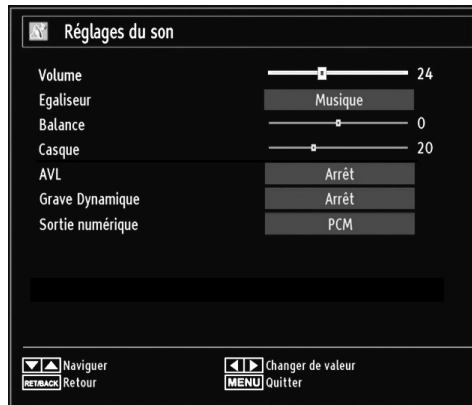 Réglages du son
Volume 24
Egaliseur Musique
Balance 0
Casque 20
AVL Arrêt
Grave Dynamique Arrêt
Sortie numérique PCM
Naviguer Changer de valeur
RET/BACK Retour MENU Quitter